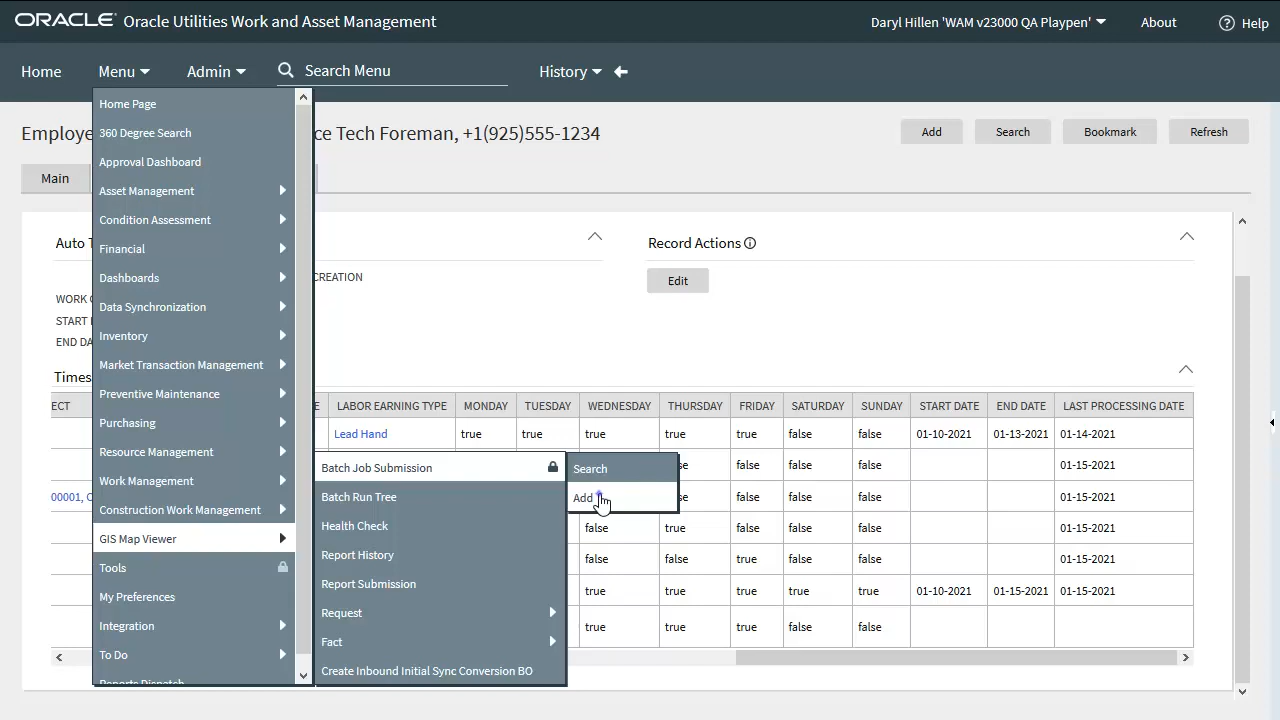 ORACLE Utilities Work and Asset Management
Daryl Hillen 'WAM v23000 QA Playpen' About Help
Home Menu Admin Search Menu History
Employe ce Tech Foreman, +1(925)555-1234
Add Search Bookmark Refresh
Main
Home Page
360 Degree Search
Approval Dashboard
Asset Management
Condition Assessment
Financial
Dashboards
Data Synchronization
Inventory
Market Transaction Management
Preventive Maintenance
Purchasing
Resource Management
Work Management
Construction Work Management
GIS Map Viewer
Tools
My Preferences
Integration
To Do
Reports Dispatch
Batch Job Submission
Batch Run Tree
Health Check
Report History
Report Submission
Request
Fact
Create Inbound Initial Sync Conversion BO
Search
Add
Auto T
CREATION
WORK
START
END DA
Record Actions
Edit
Times
ECT E LABOR EARNING TYPE MONDAY TUESDAY WEDNESDAY THURSDAY FRIDAY SATURDAY SUNDAY START DATE END DATE LAST PROCESSING DATE
Lead Hand true true true true true false false 01-10-2021 01-13-2021 01-14-2021
se false false false 01-15-2021
00001, se false false false 01-15-2021
false true false false false 01-15-2021
false false true false false 01-15-2021
true true true true true 01-10-2021 01-15-2021 01-15-2021
true true true false false